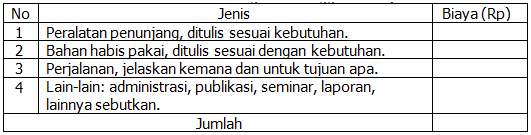 No Jenis Biaya (Rp)
1 Peralatan penunjang, ditulis sesuai kebutuhan.
2 Bahan habis pakai, ditulis sesuai dengan kebutuhan.
3 Perjalanan, jelaskan kemana dan untuk tujuan apa.
4 Lain-lain: administrasi, publikasi, seminar, laporan,
lainnya sebutkan.
Jumlah